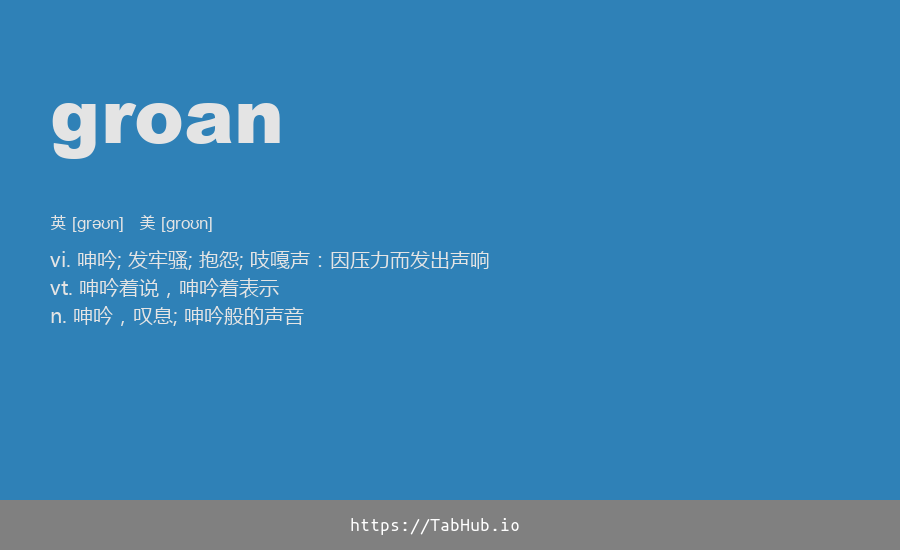 groan
英 [grəʊn] 美 [groʊn]
vi. 呻吟; 发牢骚; 抱怨; 吱嘎声：因压力而发出声响
vt. 呻吟着说，呻吟着表示
n. 呻吟，叹息; 呻吟般的声音
https://TabHub.io